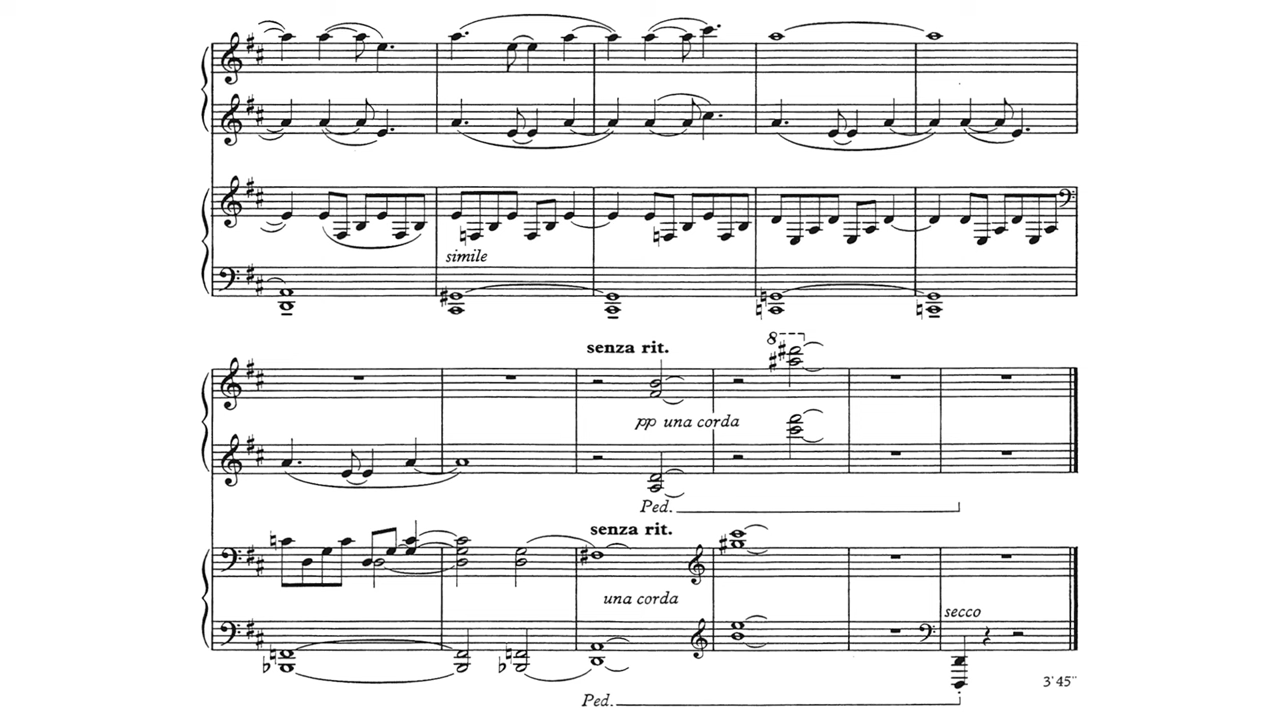 simile
senza rit.
8
pp una corda
Ped.
senza rit.
una corda
secco
3'45"
Ped.